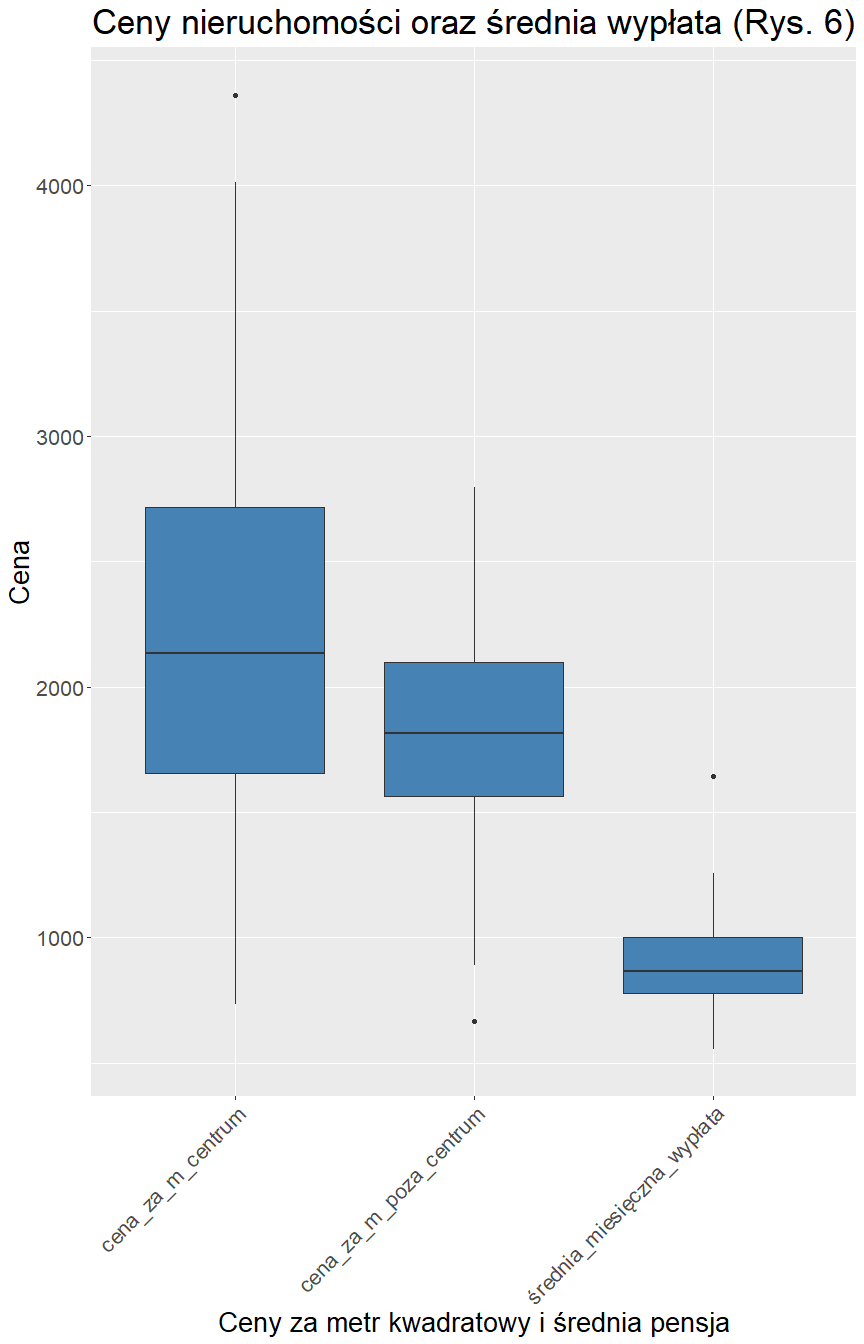 Ceny nieruchomości oraz średnia wypłata (Rys. 6)
Cena
4000
3000
2000
1000
cena_za_m_centrum
cena_za_m_poza_centrum
średnia_miesięczna_wypłata
Ceny za metr kwadratowy i średnia pensja